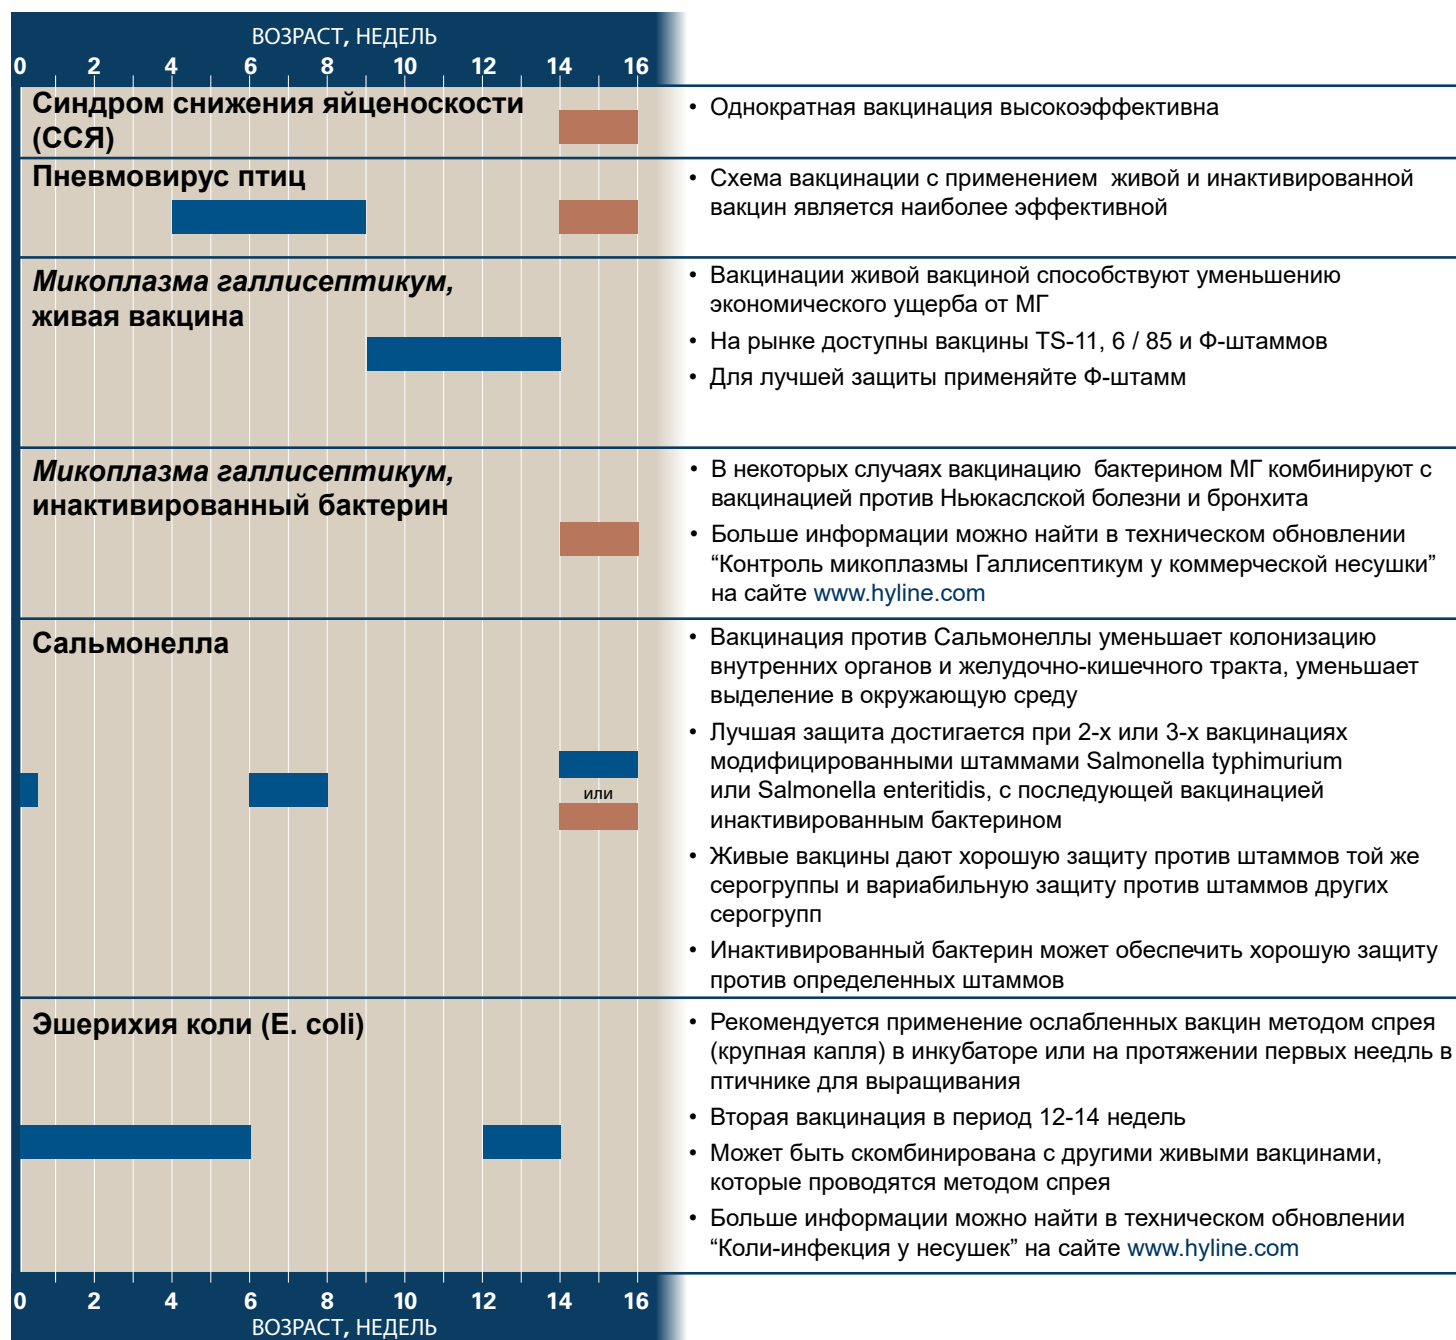 ВОЗРАСТ, НЕДЕЛЬ
0 2 4 6 8 10 12 14 16
Синдром снижения яйценоскости
(ССЯ)
• Однократная вакцинация высокоэффективна
Пневмовирус птиц
• Схема вакцинации с применением живой и инактивированной
вакцин является наиболее эффективной
Микоплазма галлисептикум,
живая вакцина
• Вакцинации живой вакциной способствуют уменьшению
экономического ущерба от МГ
• На рынке доступны вакцины TS-11, 6 / 85 и Ф-штаммов
• Для лучшей защиты применяйте Ф-штамм
Микоплазма галлисептикум,
инактивированный бактерин
• В некоторых случаях вакцинацию бактерином МГ комбинируют с
вакцинацией против Ньюкаслской болезни и бронхита
• Больше информации можно найти в техническом обновлении
“Контроль микоплазмы Галлисептикум у коммерческой несушки”
на сайте www.hyline.com
Сальмонелла
или
• Вакцинация против Сальмонеллы уменьшает колонизацию
внутренних органов и желудочно-кишечного тракта, уменьшает
выделение в окружающую среду
• Лучшая защита достигается при 2-х или 3-х вакцинациях
модифицированными штаммами Salmonella typhimurium
или Salmonella enteritidis, с последующей вакцинацией
инактивированным бактерином
• Живые вакцины дают хорошую защиту против штаммов той же
серогруппы и вариабильную защиту против штаммов других
серогрупп
• Инактивированный бактерин может обеспечить хорошую защиту
против определенных штаммов
Эшерихия коли (E. coli)
• Рекомендуется применение ослабленных вакцин методом спрея
(крупная капля) в инкубаторе или на протяжении первых неедль в
птичнике для выращивания
• Вторая вакцинация в период 12-14 недель
• Может быть скомбинирована с другими живыми вакцинами,
которые проводятся методом спрея
• Больше информации можно найти в техническом обновлении
“Коли-инфекция у несушек” на сайте www.hyline.com
0 2 4 6 8 10 12 14 16
ВОЗРАСТ, НЕДЕЛЬ